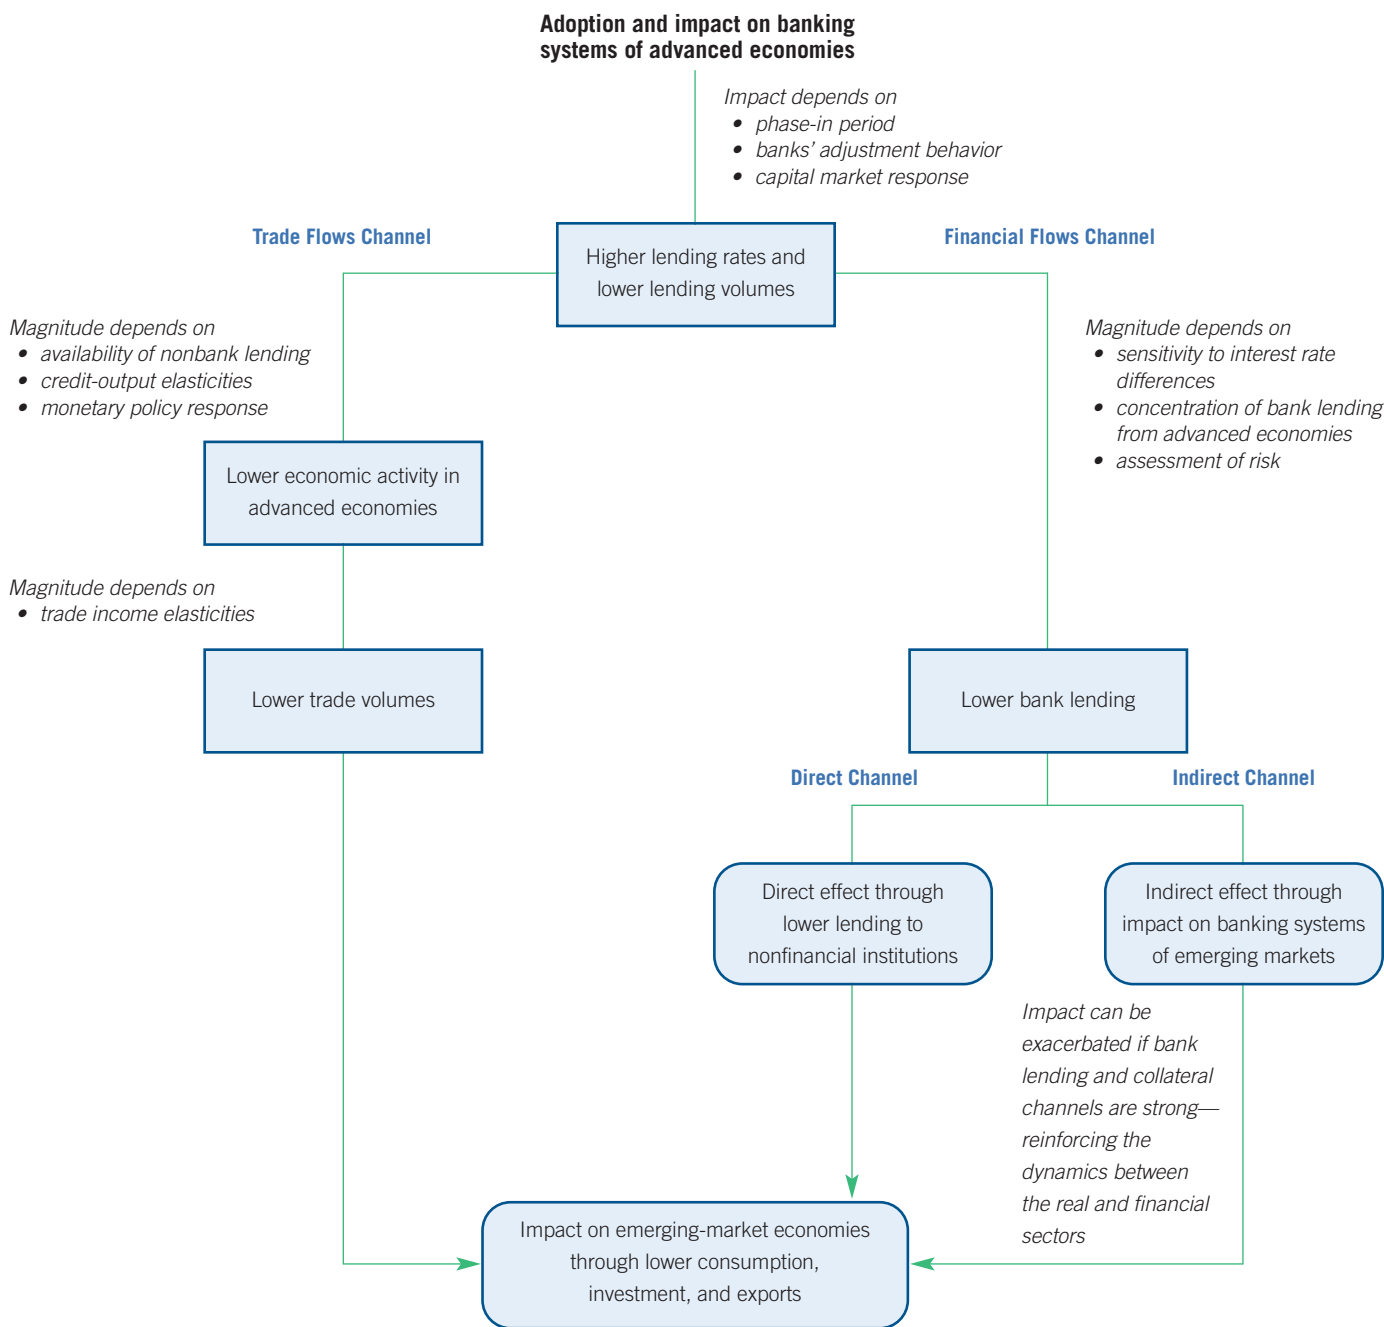 Adoption and impact on banking
systems of advanced economies
Impact depends on
• phase-in period
• banks’ adjustment behavior
• capital market response
Trade Flows Channel
Financial Flows Channel
Higher lending rates and
lower lending volumes
Magnitude depends on
• availability of nonbank lending
• credit-output elasticities
• monetary policy response
Magnitude depends on
• sensitivity to interest rate
differences
• concentration of bank lending
from advanced economies
• assessment of risk
Lower economic activity in
advanced economies
Magnitude depends on
• trade income elasticities
Lower trade volumes
Lower bank lending
Direct Channel
Indirect Channel
Direct effect through
lower lending to
nonfinancial institutions
Indirect effect through
impact on banking systems
of emerging markets
Impact can be
exacerbated if bank
lending and collateral
channels are strong—
reinforcing the
dynamics between
the real and financial
sectors
Impact on emerging-market economies
through lower consumption,
investment, and exports